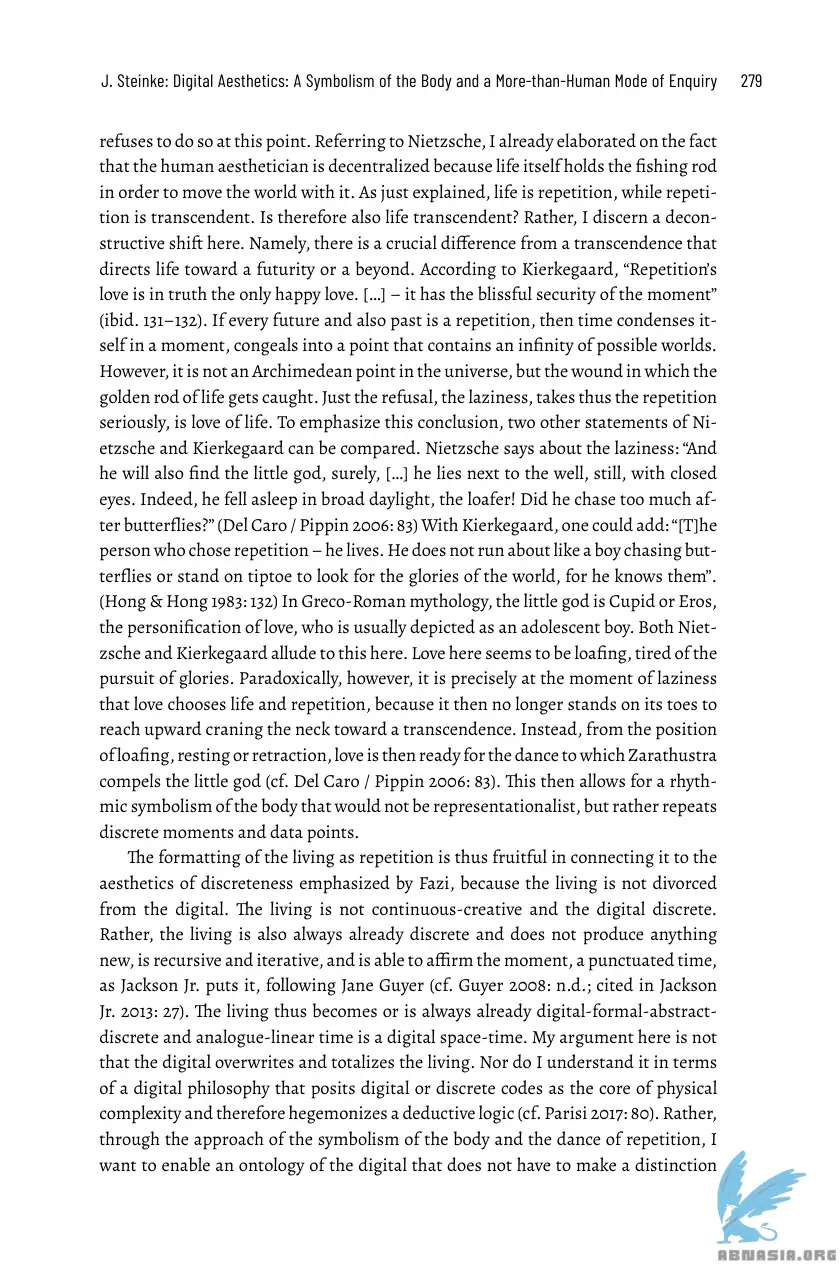 J. Steinke: Digital Aesthetics: A Symbolism of the Body and a More-than-Human Mode of Enquiry 279
refuses to do so at this point. Referring to Nietzsche, I already elaborated on the fact
that the human aesthetician is decentralized because life itself holds the fishing rod
in order to move the world with it. As just explained, life is repetition, while repeti-
tion is transcendent. Is therefore also life transcendent? Rather, I discern a decon-
structive shift here. Namely, there is a crucial difference from a transcendence that
directs life toward a futurity or a beyond. According to Kierkegaard, “Repetition’s
love is in truth the only happy love. […] – it has the blissful security of the moment”
(ibid. 131–132). If every future and also past is a repetition, then time condenses it-
self in a moment, congeals into a point that contains an infinity of possible worlds.
However, it is not an Archimedean point in the universe, but the wound in which the
golden rod of life gets caught. Just the refusal, the laziness, takes thus the repetition
seriously, is love of life. To emphasize this conclusion, two other statements of Ni-
etzsche and Kierkegaard can be compared. Nietzsche says about the laziness: “And
he will also find the little god, surely, […] he lies next to the well, still, with closed
eyes. Indeed, he fell asleep in broad daylight, the loafer! Did he chase too much af-
ter butterflies?” (Del Caro / Pippin 2006: 83) With Kierkegaard, one could add: “[T]he
person who chose repetition – he lives. He does not run about like a boy chasing but-
terflies or stand on tiptoe to look for the glories of the world, for he knows them”.
(Hong & Hong 1983: 132) In Greco-Roman mythology, the little god is Cupid or Eros,
the personification of love, who is usually depicted as an adolescent boy. Both Niet-
zsche and Kierkegaard allude to this here. Love here seems to be loafing, tired of the
pursuit of glories. Paradoxically, however, it is precisely at the moment of laziness
that love chooses life and repetition, because it then no longer stands on its toes to
reach upward craning the neck toward a transcendence. Instead, from the position
of loafing, resting or retraction, love is then ready for the dance to which Zarathustra
compels the little god (cf. Del Caro / Pippin 2006: 83). This then allows for a rhyth-
mic symbolism of the body that would not be representationalist, but rather repeats
discrete moments and data points.
The formatting of the living as repetition is thus fruitful in connecting it to the
aesthetics of discreteness emphasized by Fazi, because the living is not divorced
from the digital. The living is not continuous-creative and the digital discrete.
Rather, the living is also always already discrete and does not produce anything
new, is recursive and iterative, and is able to affirm the moment, a punctuated time,
as Jackson Jr. puts it, following Jane Guyer (cf. Guyer 2008: n.d.; cited in Jackson
Jr. 2013: 27). The living thus becomes or is always already digital-formal-abstract-
discrete and analogue-linear time is a digital space-time. My argument here is not
that the digital overwrites and totalizes the living. Nor do I understand it in terms
of a digital philosophy that posits digital or discrete codes as the core of physical
complexity and therefore hegemonizes a deductive logic (cf. Parisi 2017: 80). Rather,
through the approach of the symbolism of the body and the dance of repetition, I
want to enable an ontology of the digital that does not have to make a distinction
ABNASIA.ORG